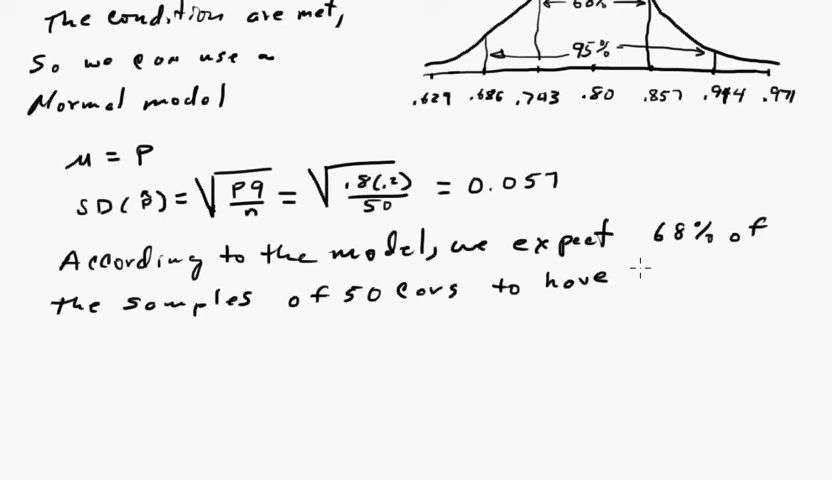 The condition are met,
So we can use a
Normal model
68%
95%
.629 .686 .743 .80 .857 .914 .971
μ = P
SD(p̂) = √(pq/n) = √(.8(.2)/50) = 0.057
According to the model, we expect 68% of
the samples of 50 cars to have